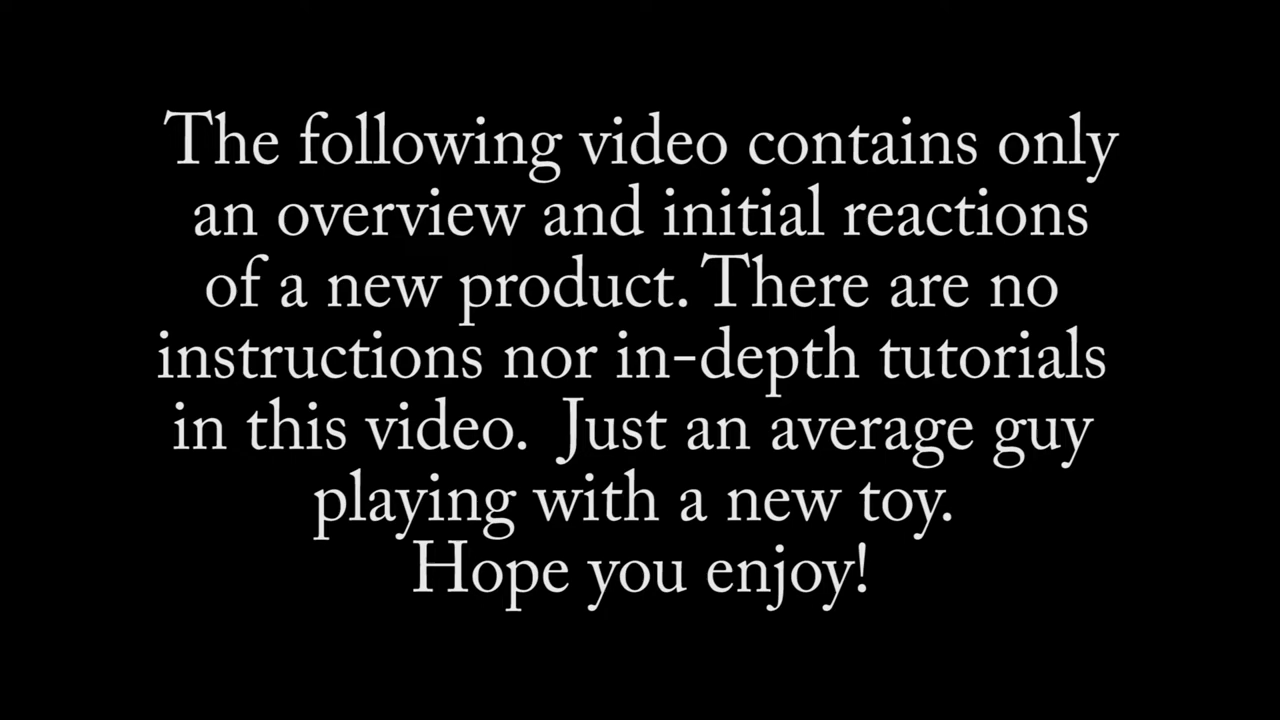 The following video contains only
an overview and initial reactions
of a new product. There are no
instructions nor in-depth tutorials
in this video.  Just an average guy
playing with a new toy.
Hope you enjoy!